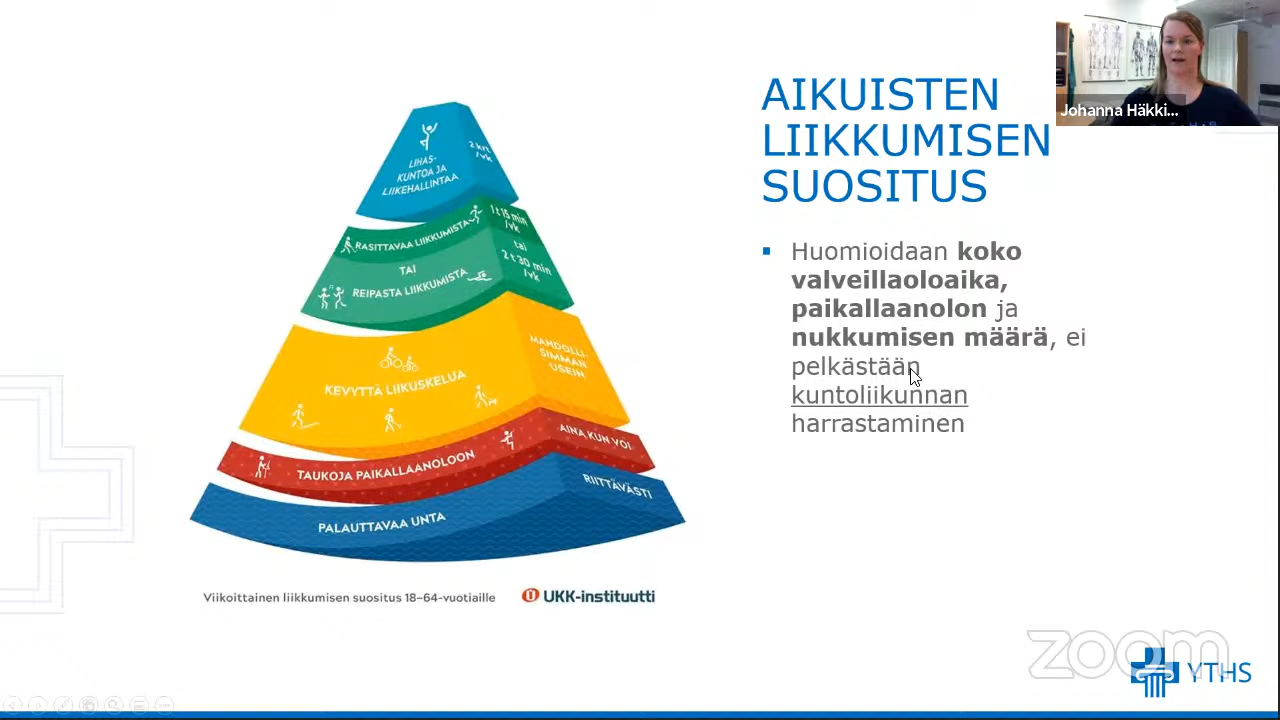 AIKUISTEN
LIIKKUMISEN
SUOSITUS
Huomioidaan koko
valveillaoloaika,
paikallaanolon ja
nukkumisen määrä, ei
pelkästään
kuntoliikunnan
harrastaminen
LIHAS-
KUNTOA JA
LIIKEHALLINTAA
2 krt
/vk
RASITTAVAA LIIKKUMISTA
1 t 15 min
/vk
TAI
tai
REIPASTA LIIKKUMISTA
2 t 30 min
/vk
KEVYTTÄ LIIKUSKELUA
MAHDOLLI-
SIMMAN
USEIN
TAUKOJA PAIKALLAANOLOON
AINA KUN VOI
PALAUTTAVAA UNTA
RIITTÄVÄSTI
Viikoittainen liikkumisen suositus 18–64-vuotiaille
UKK-instituutti
Johanna Häkki...
zoom
YTHS